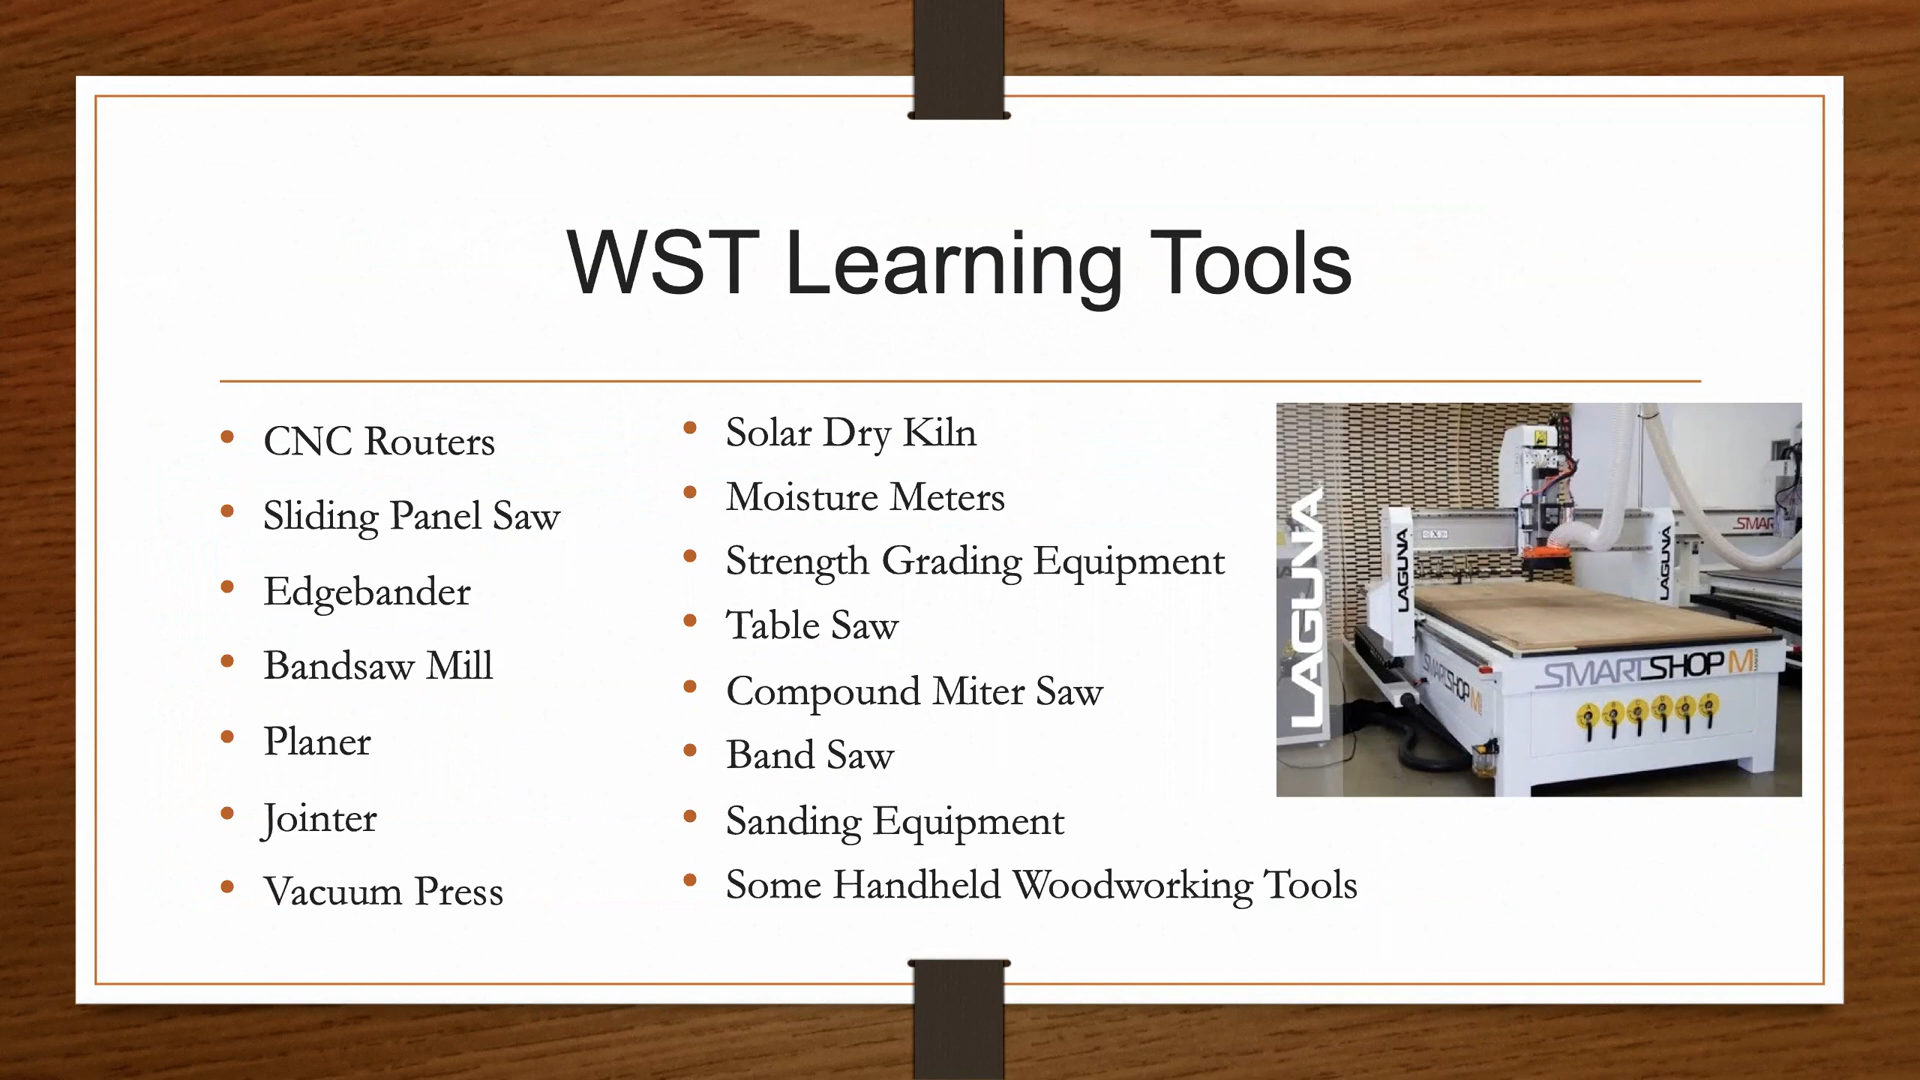 WST Learning Tools
CNC Routers
Sliding Panel Saw
Edgebander
Bandsaw Mill
Planer
Jointer
Vacuum Press
Solar Dry Kiln
Moisture Meters
Strength Grading Equipment
Table Saw
Compound Miter Saw
Band Saw
Sanding Equipment
Some Handheld Woodworking Tools
LAGUNA
LAGUNA
LAGUNA
SMAR
SMARTSHOP M
SMARTSHOP M